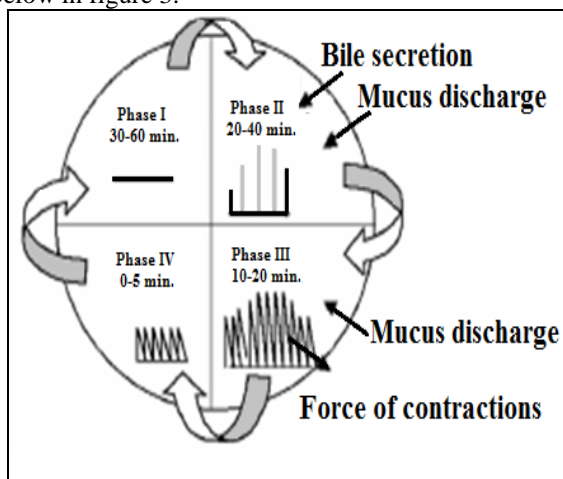 below in figure 3.
Bile secretion
Mucus discharge
Phase I
30-60 min.
Phase II
20-40 min.
Phase IV
0-5 min.
Phase III
10-20 min.
Mucus discharge
Force of contractions